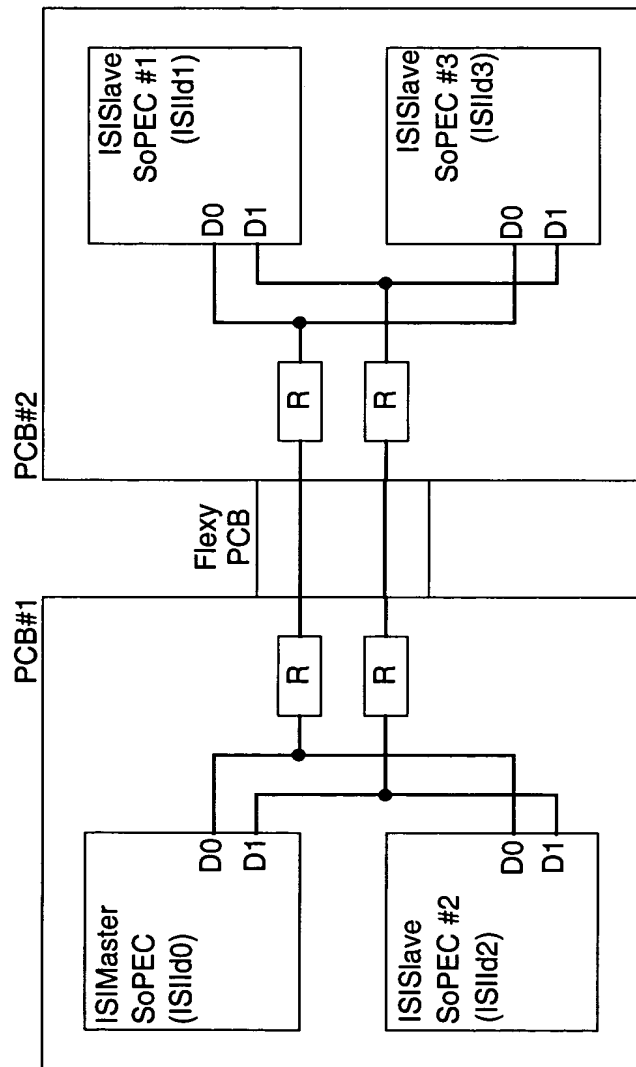 PCB#1
ISIMaster
SoPEC
(ISIId0)
D0
D1
ISISlave
SoPEC #2
(ISIId2)
D0
D1
R
R
Flexy
PCB
PCB#2
R
R
ISISlave
SoPEC #1
(ISIId1)
D0
D1
ISISlave
SoPEC #3
(ISIId3)
D0
D1